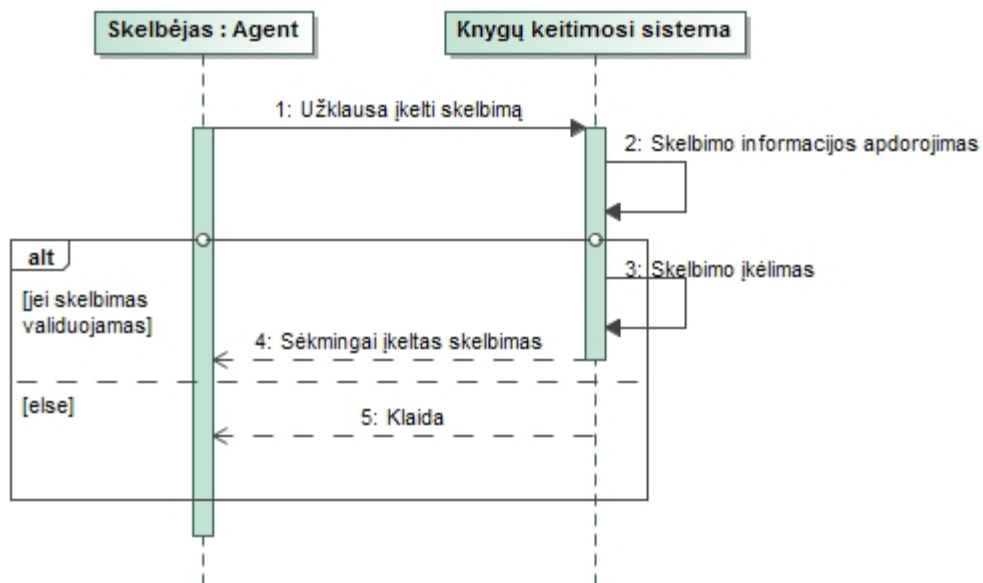 Skelbėjas : Agent
Knygų keitimosi sistema
1: Užklausa įkelti skelbimą
2: Skelbimo informacijos apdorojimas
alt
3: Skelbimo įkėlimas
[jei skelbimas
validuojamas]
4: Sėkmingai įkeltas skelbimas
[else]
5: Klaida